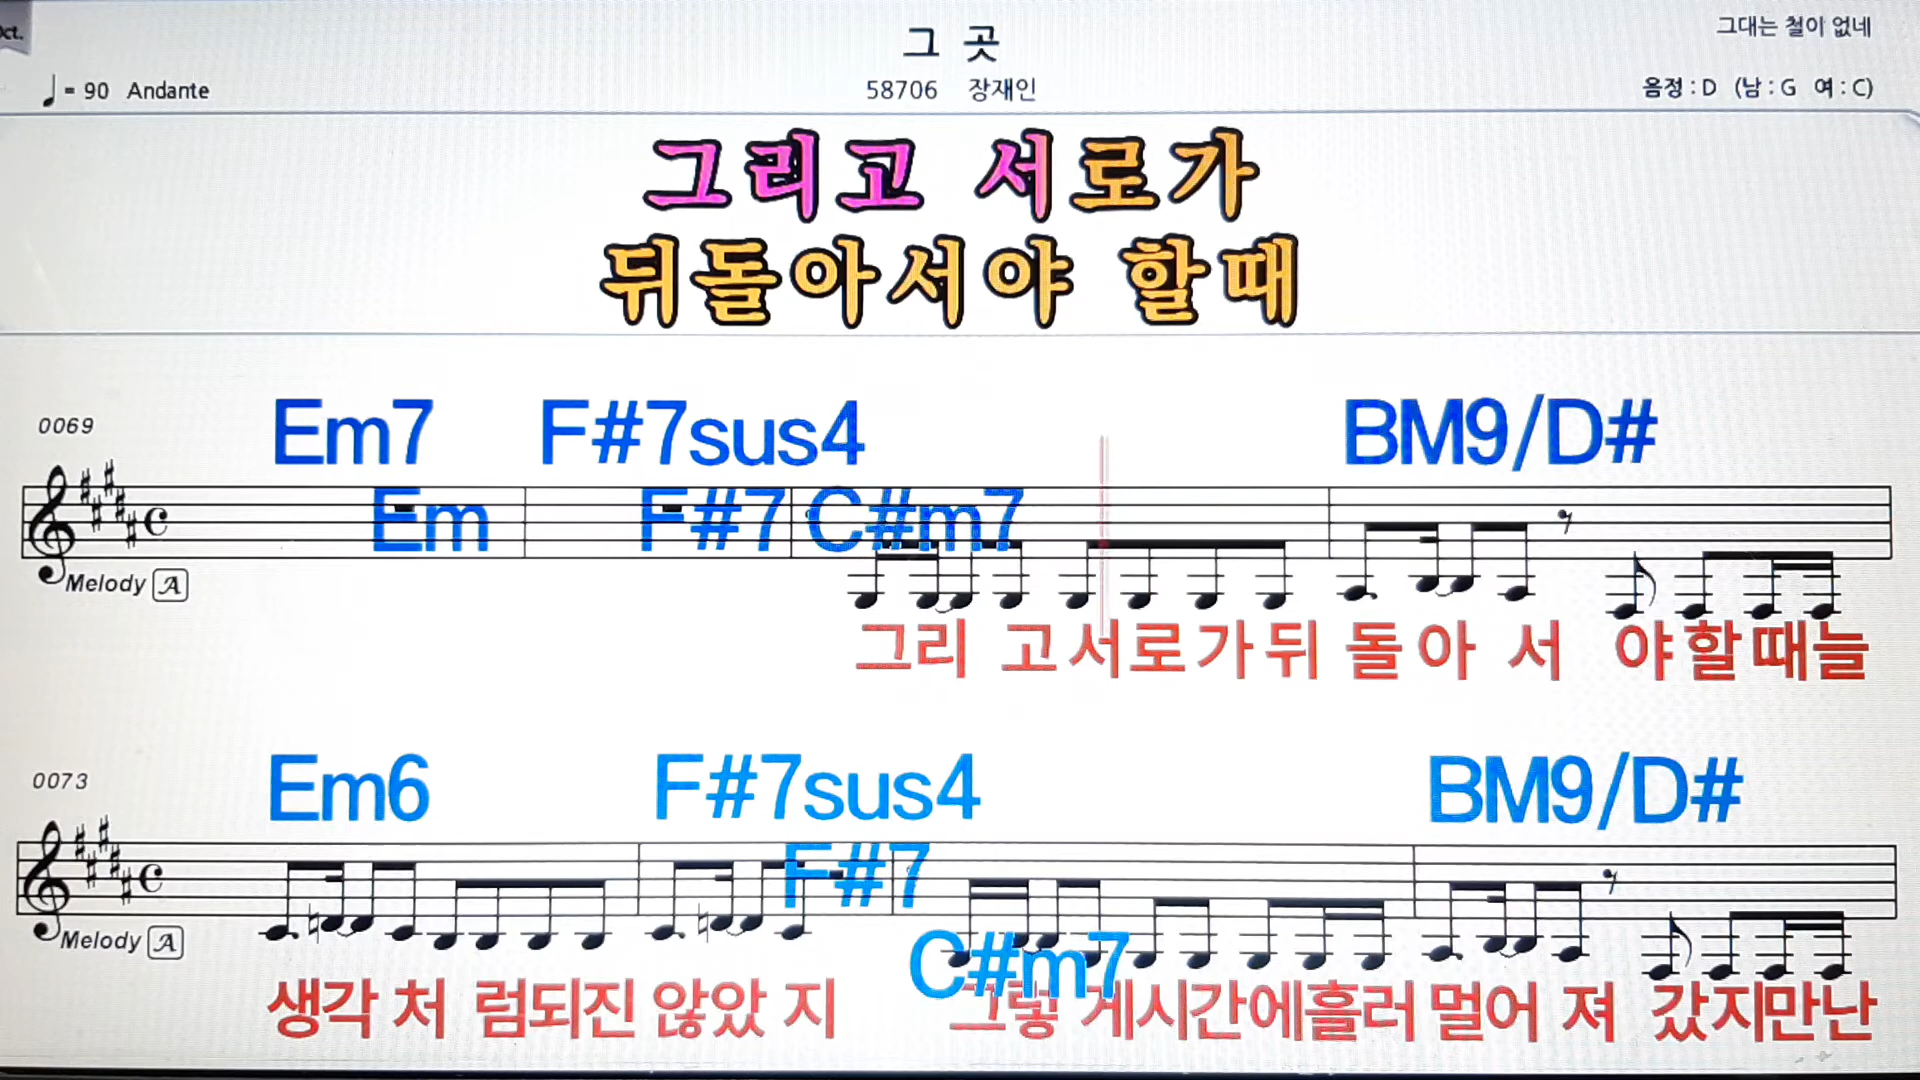 Oct.
그 곳
그대는 철이 없네
♩= 90 Andante
58706 장재인
음정 : D (남 : G 여 : C)
그리고 서로가
뒤돌아서야 할때
0069
Em7 F#7sus4 BM9/D#
Em F#7 C#m7
Melody A
그리 고서로가뒤 돌아 서 야할때늘
0073
Em6 F#7sus4 BM9/D#
F#7
C#m7
Melody A
생각 처 럼되진 않았 지 그렇 게시간에흘러 멀어 져 갔지만난